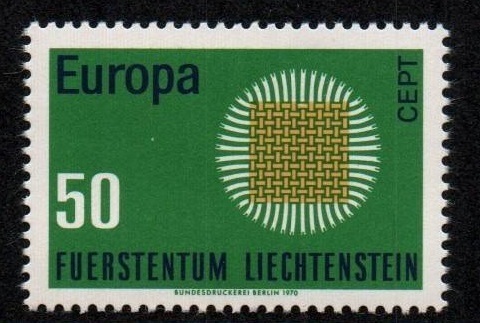 Europa
CEPT
50
FUERSTENTUM LIECHTENSTEIN
BUNDESDRUCKEREI BERLIN 1970